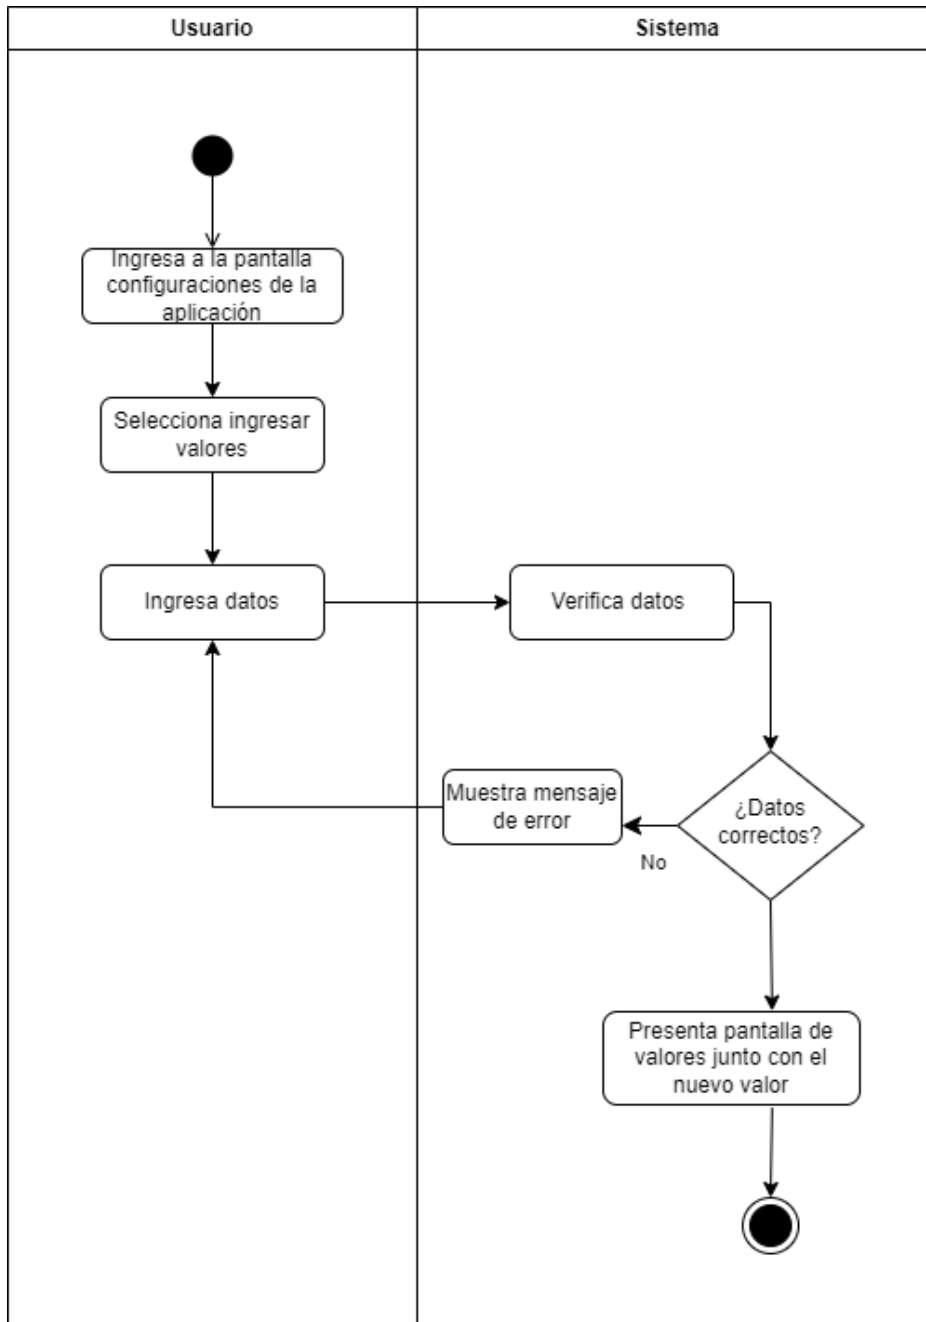 Usuario
Sistema
Ingresa a la pantalla
configuraciones de la
aplicación
Selecciona ingresar
valores
Ingresa datos
Verifica datos
¿Datos
correctos?
Muestra mensaje
de error
No
Presenta pantalla de
valores junto con el
nuevo valor